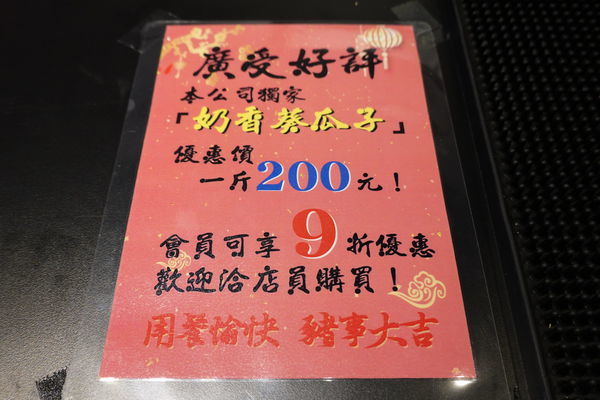 廣受好評
本公司獨家
「奶香葵瓜子」
優惠價
一斤200元！
會員可享9折優惠
歡迎洽店員購買！
用餐愉快 豬事大吉